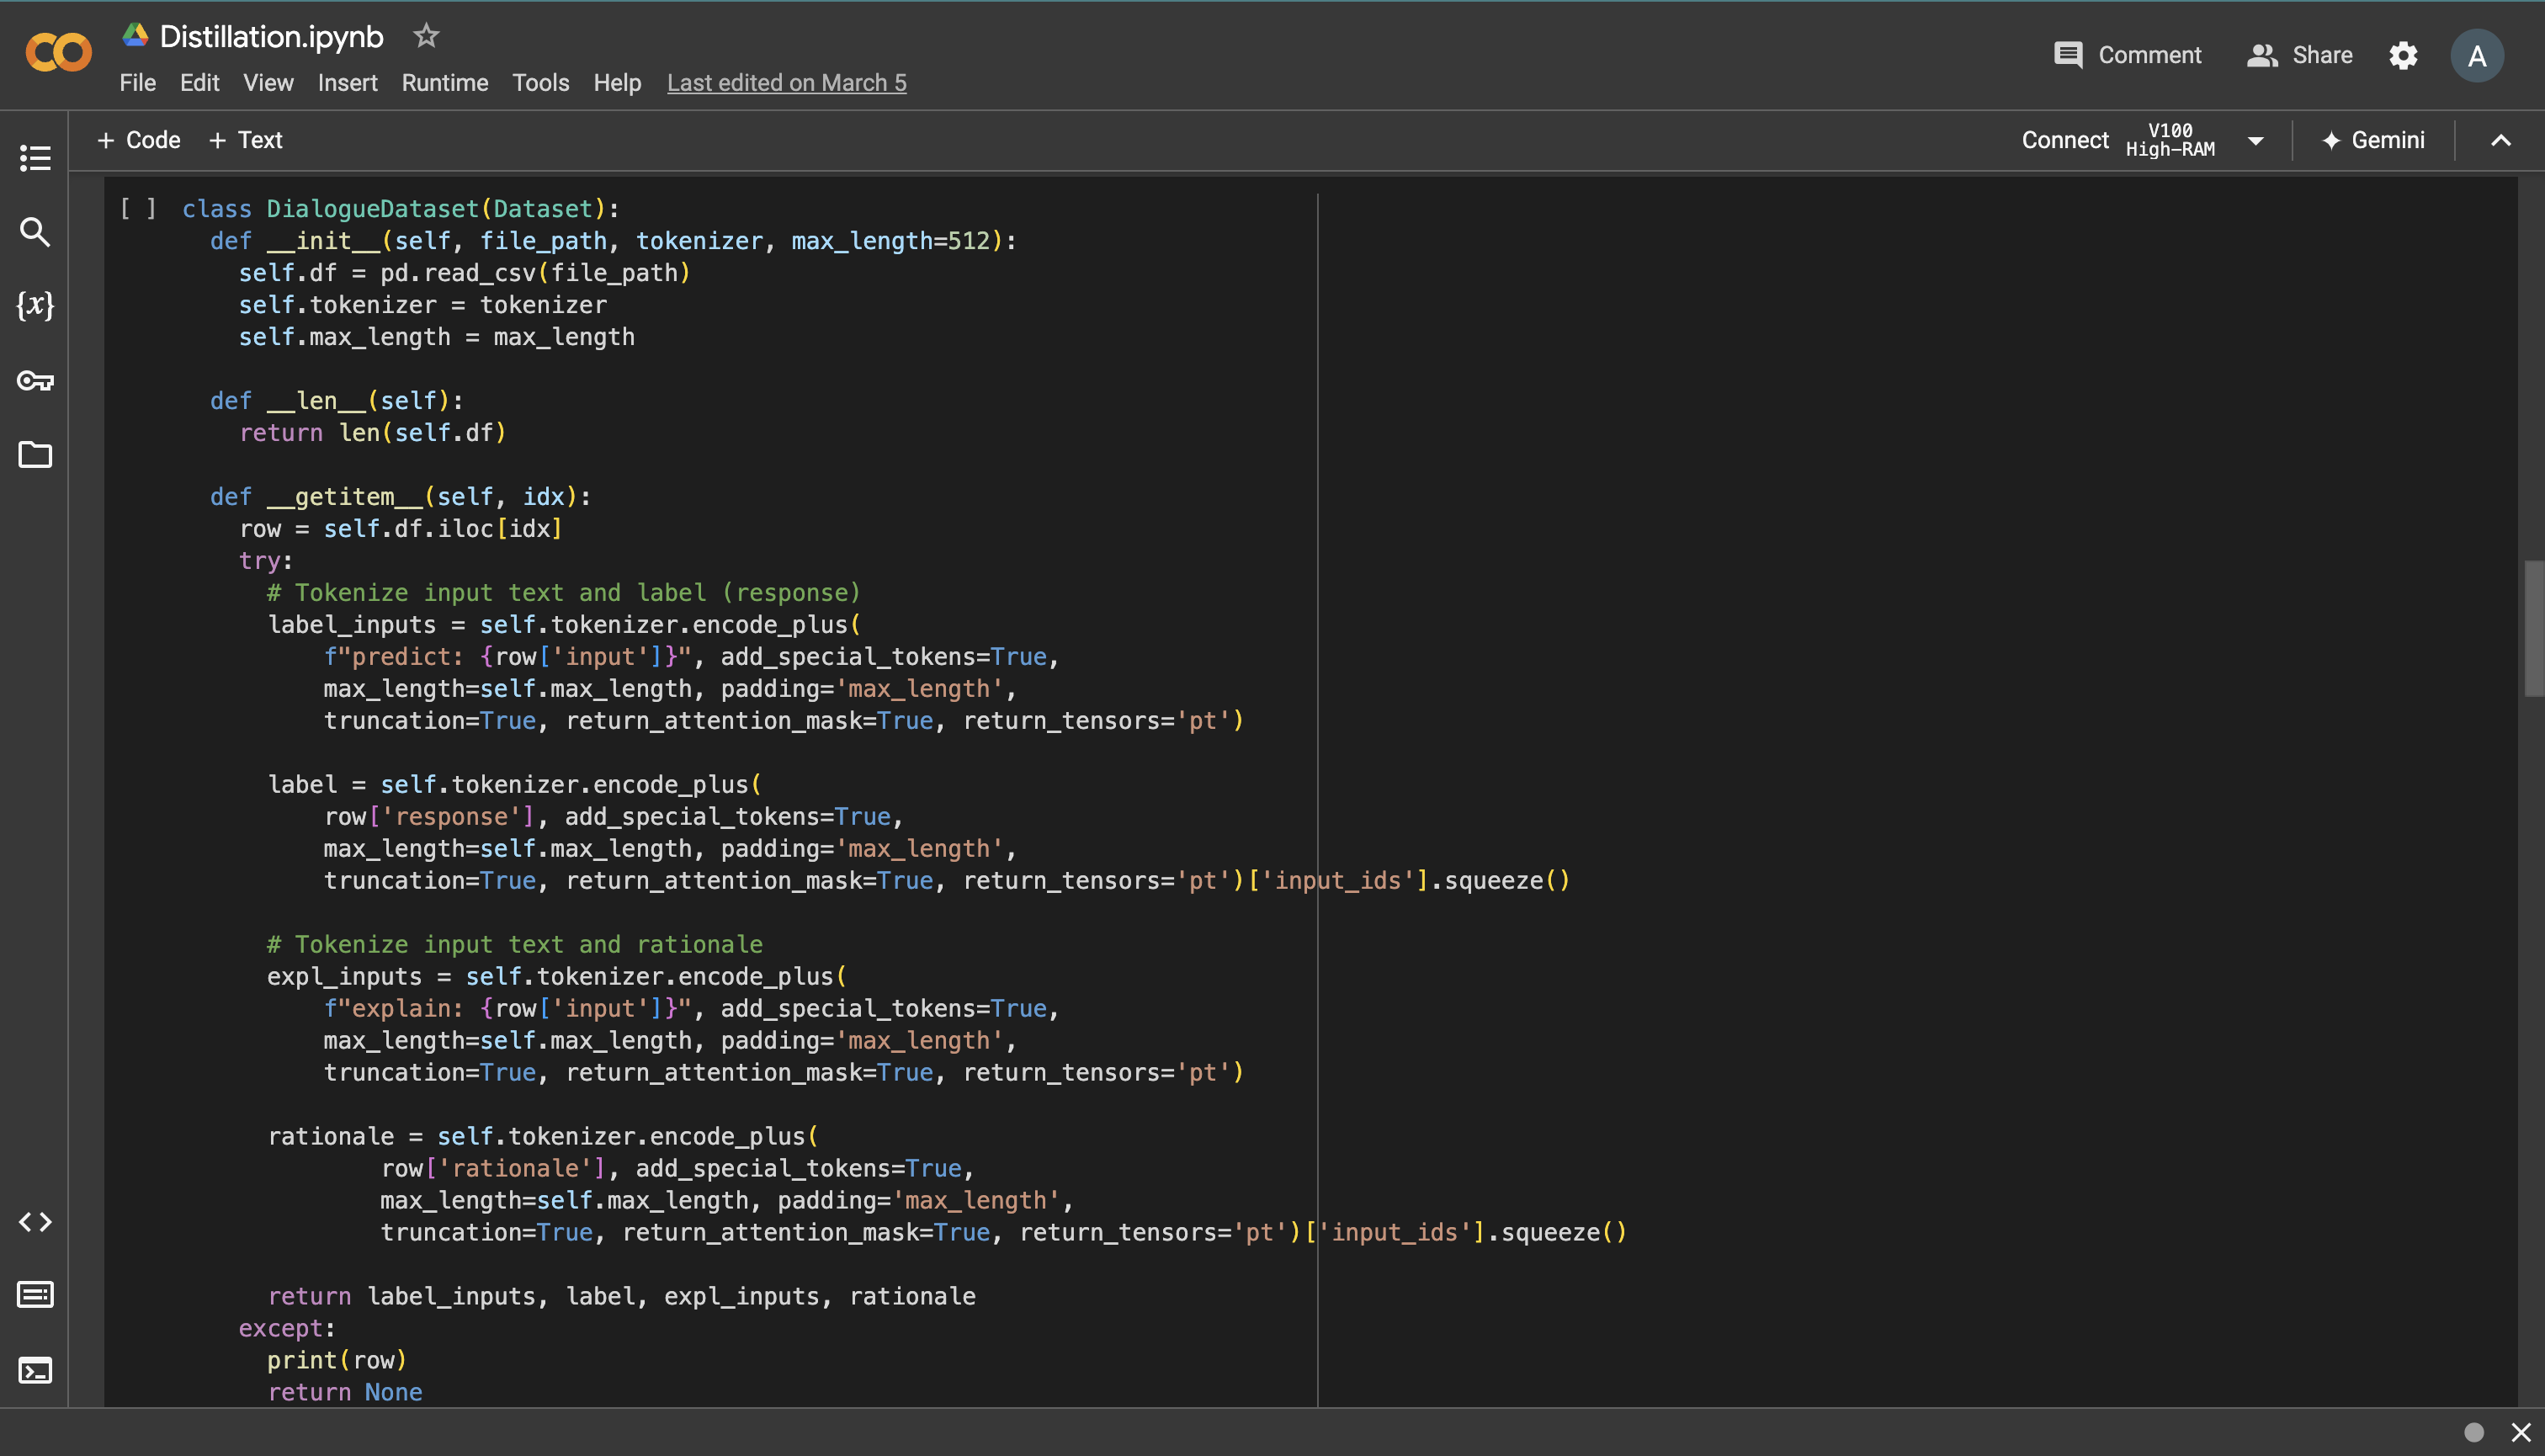 Distillation.ipynb
File Edit View Insert Runtime Tools Help Last edited on March 5
Comment Share A
+ Code + Text
Connect V100 High-RAM Gemini
{x}
[ ] class DialogueDataset(Dataset):
  def __init__(self, file_path, tokenizer, max_length=512):
    self.df = pd.read_csv(file_path)
    self.tokenizer = tokenizer
    self.max_length = max_length

  def __len__(self):
    return len(self.df)

  def __getitem__(self, idx):
    row = self.df.iloc[idx]
    try:
      # Tokenize input text and label (response)
      label_inputs = self.tokenizer.encode_plus(
          f"predict: {row['input']}", add_special_tokens=True,
          max_length=self.max_length, padding='max_length',
          truncation=True, return_attention_mask=True, return_tensors='pt')

      label = self.tokenizer.encode_plus(
          row['response'], add_special_tokens=True,
          max_length=self.max_length, padding='max_length',
          truncation=True, return_attention_mask=True, return_tensors='pt')['input_ids'].squeeze()

      # Tokenize input text and rationale
      expl_inputs = self.tokenizer.encode_plus(
          f"explain: {row['input']}", add_special_tokens=True,
          max_length=self.max_length, padding='max_length',
          truncation=True, return_attention_mask=True, return_tensors='pt')

      rationale = self.tokenizer.encode_plus(
              row['rationale'], add_special_tokens=True,
              max_length=self.max_length, padding='max_length',
              truncation=True, return_attention_mask=True, return_tensors='pt')['input_ids'].squeeze()

      return label_inputs, label, expl_inputs, rationale
    except:
      print(row)
      return None